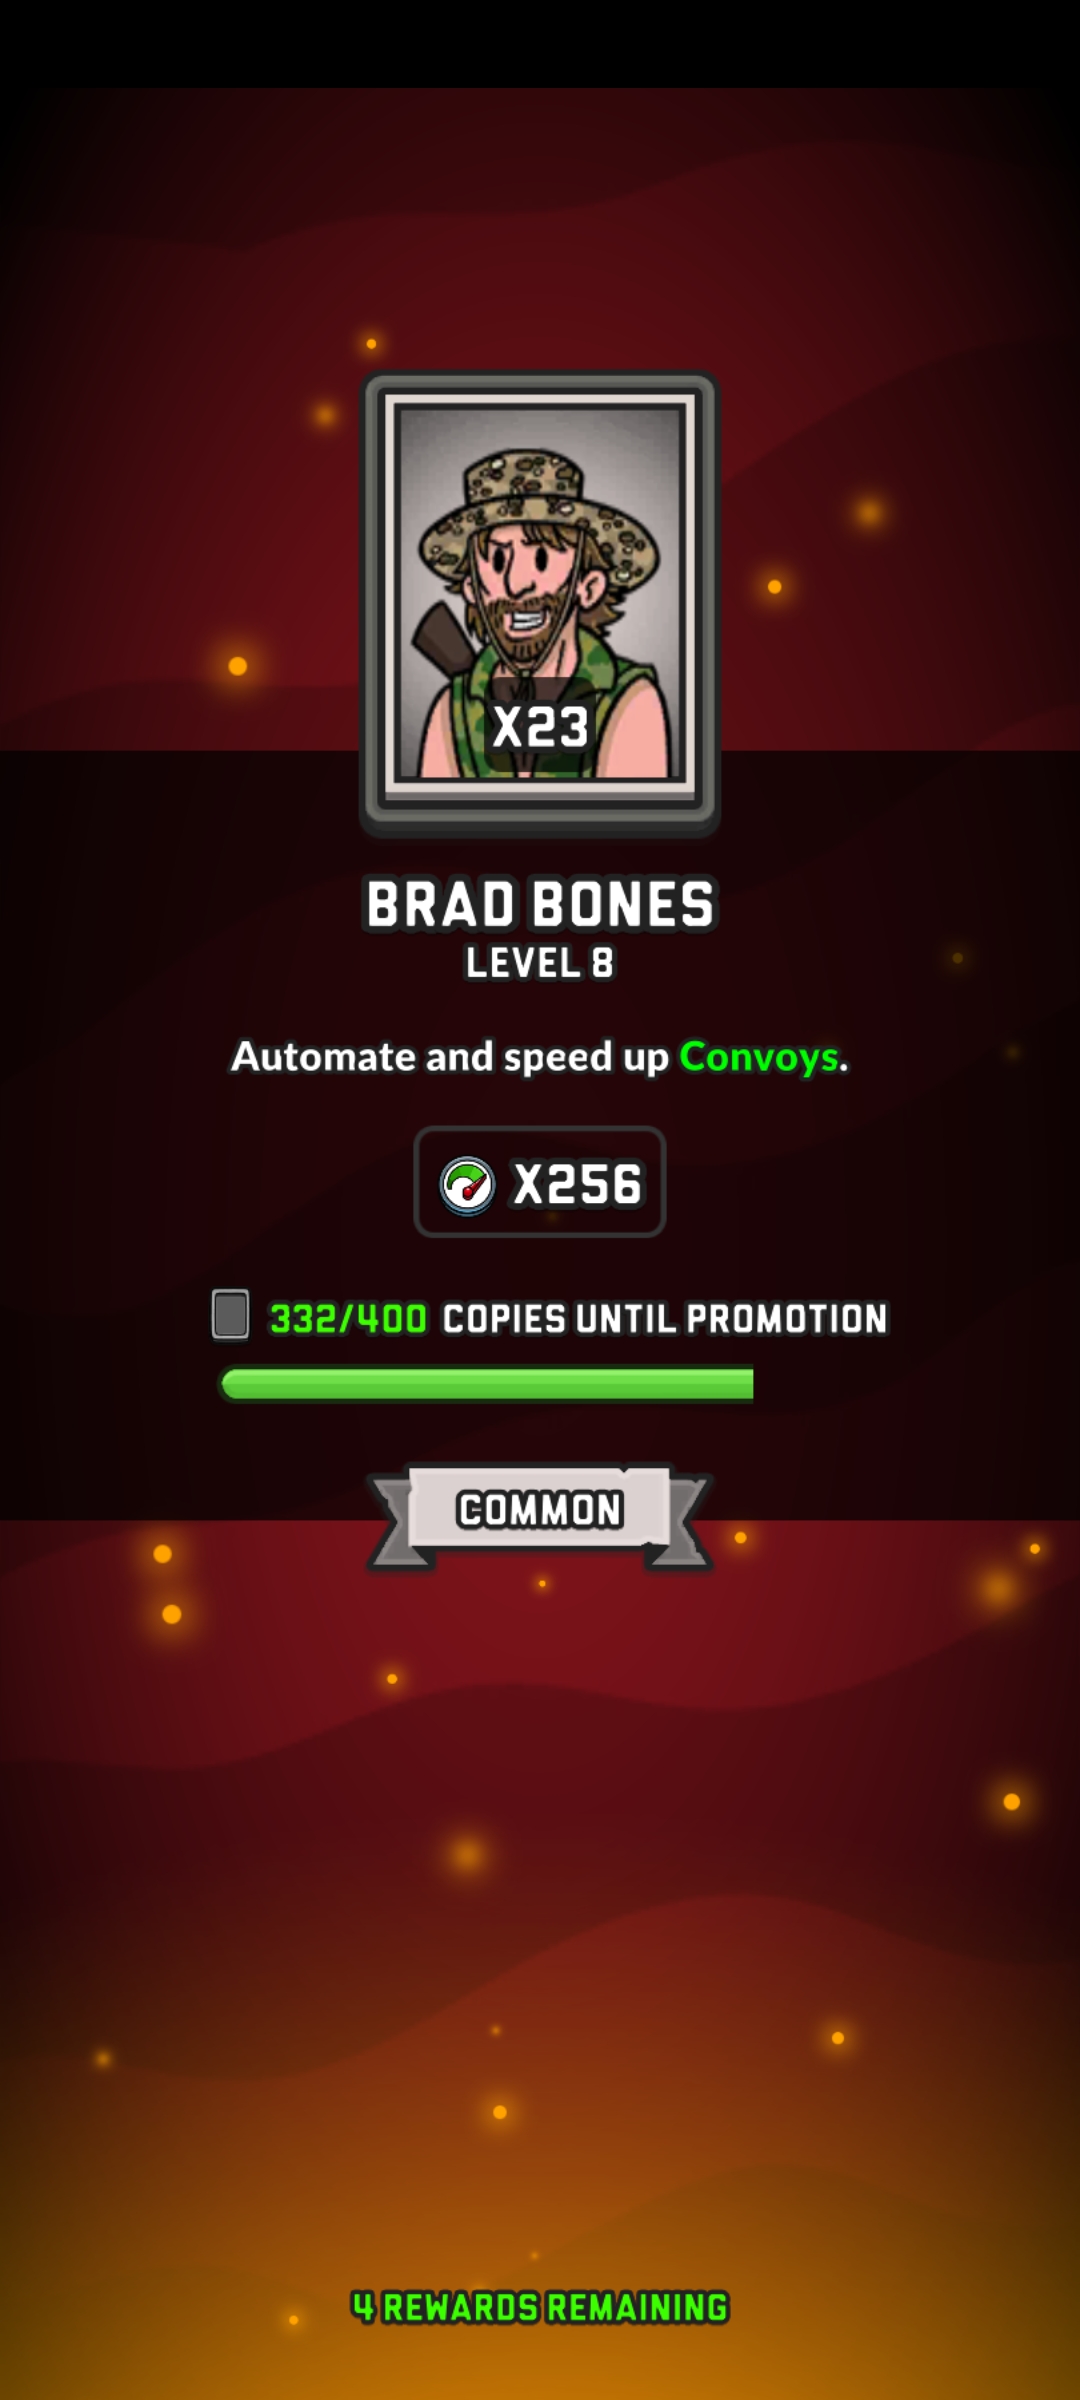 X23
BRAD BONES
LEVEL 8
Automate and speed up Convoys.
X256
332/400 COPIES UNTIL PROMOTION
COMMON
4 REWARDS REMAINING